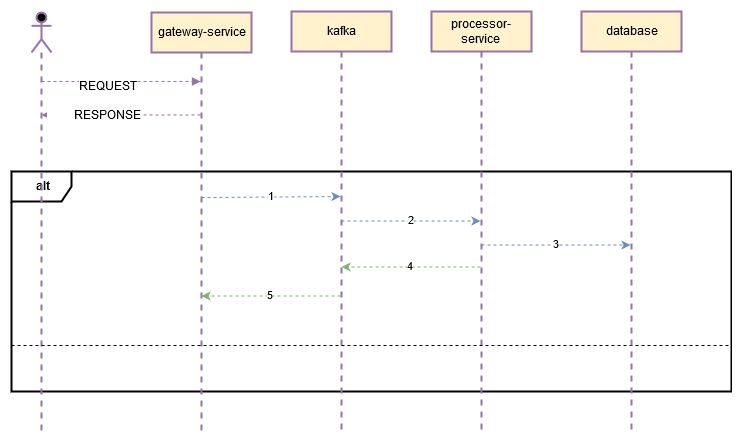 gateway-service
kafka
processor-
service
database
REQUEST
RESPONSE
alt
1
2
3
4
5